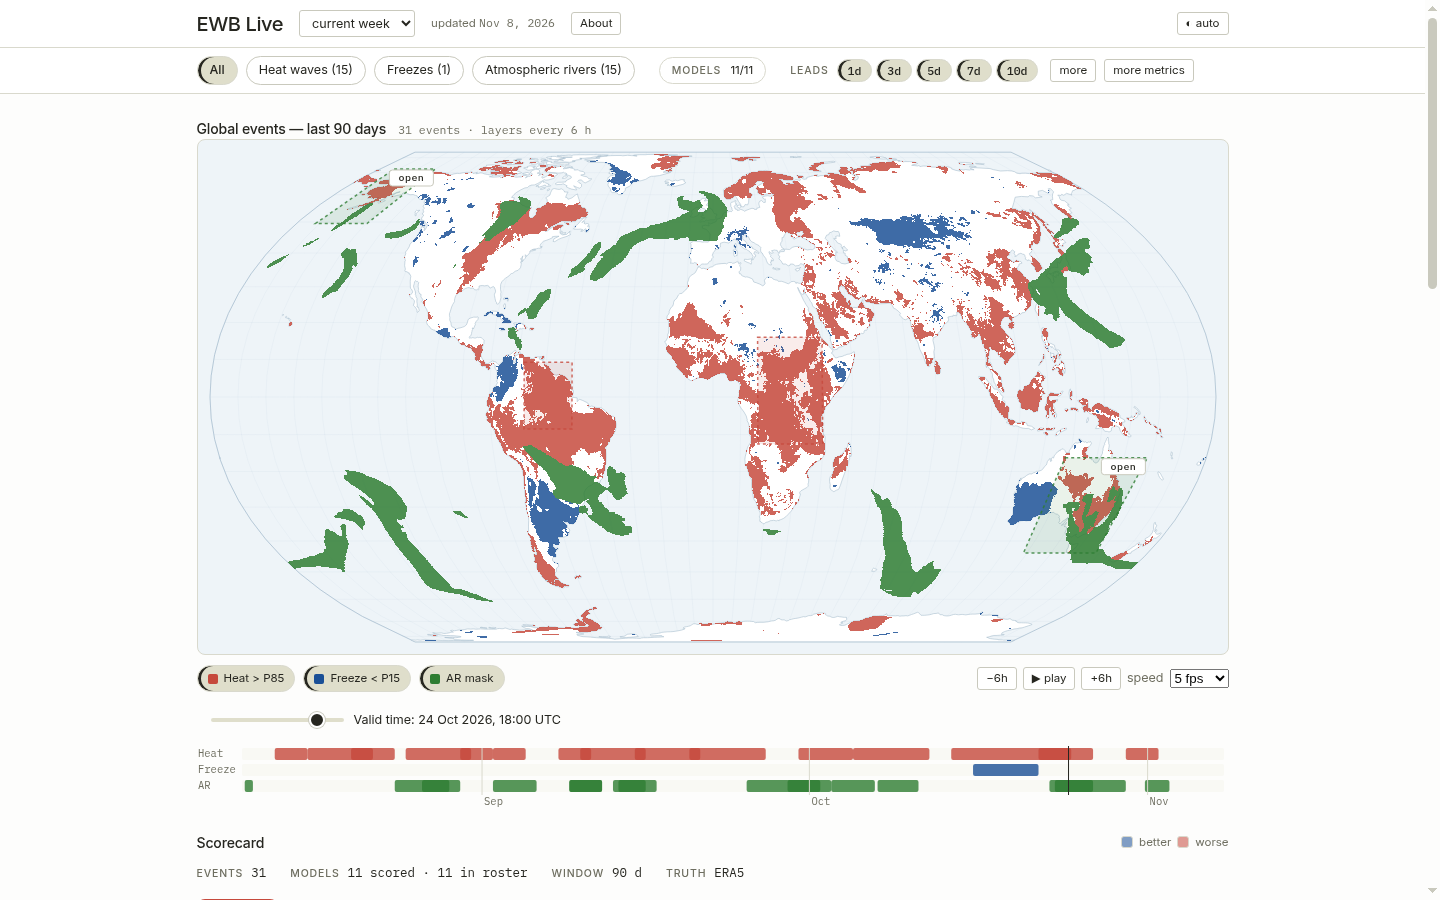 EWB Live current week updated Nov 8, 2026 About auto
All Heat waves (15) Freezes (1) Atmospheric rivers (15) MODELS 11/11 LEADS 1d 3d 5d 7d 10d more more metrics
Global events — last 90 days 31 events · layers every 6 h
open
open
Heat > P85 Freeze < P15 AR mask −6h ▶ play +6h speed 5 fps
Valid time: 24 Oct 2026, 18:00 UTC
Heat
Freeze
AR
Sep Oct Nov
Scorecard better worse
EVENTS 31 MODELS 11 scored · 11 in roster WINDOW 90 d TRUTH ERA5